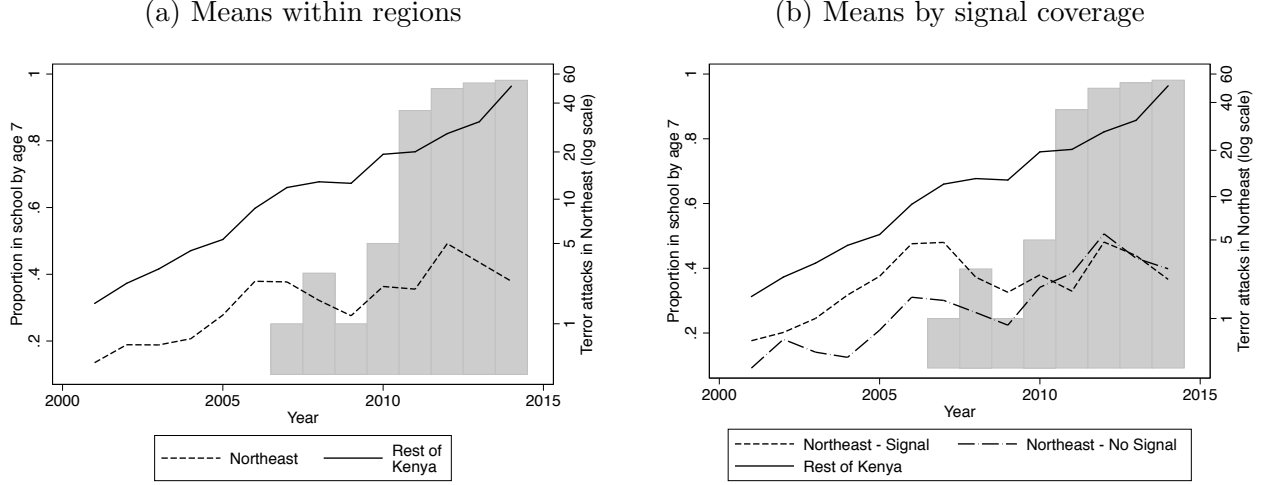 (a) Means within regions
Proportion in school by age 7
1
.8
.6
.4
.2
60
40
20
10
5
1
Terror attacks in Northeast (log scale)
2000
2005
2010
2015
Year
Northeast
Rest of
Kenya
(b) Means by signal coverage
Proportion in school by age 7
1
.8
.6
.4
.2
60
40
20
10
5
1
Terror attacks in Northeast (log scale)
2000
2005
2010
2015
Year
Northeast - Signal
Northeast - No Signal
Rest of Kenya